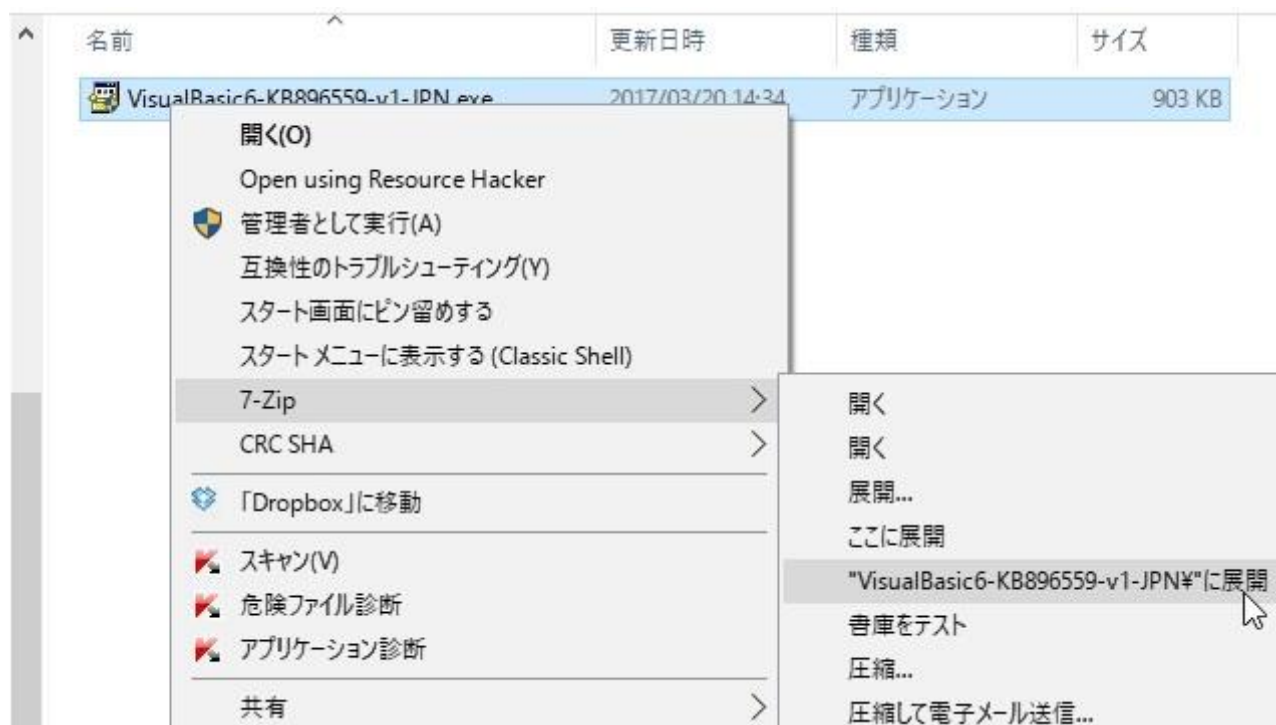 名前 更新日時 種類 サイズ
VisualBasic6-KB896559-v1-JPN.exe 2017/03/20 14:34 アプリケーション 903 KB
開く(O)
Open using Resource Hacker
管理者として実行(A)
互換性のトラブルシューティング(Y)
スタート画面にピン留めする
スタート メニューに表示する (Classic Shell)
7-Zip
CRC SHA
「Dropbox」に移動
スキャン(V)
危険ファイル診断
アプリケーション診断
共有
開く
開く
展開...
ここに展開
"VisualBasic6-KB896559-v1-JPN¥"に展開
書庫をテスト
圧縮...
圧縮して電子メール送信...